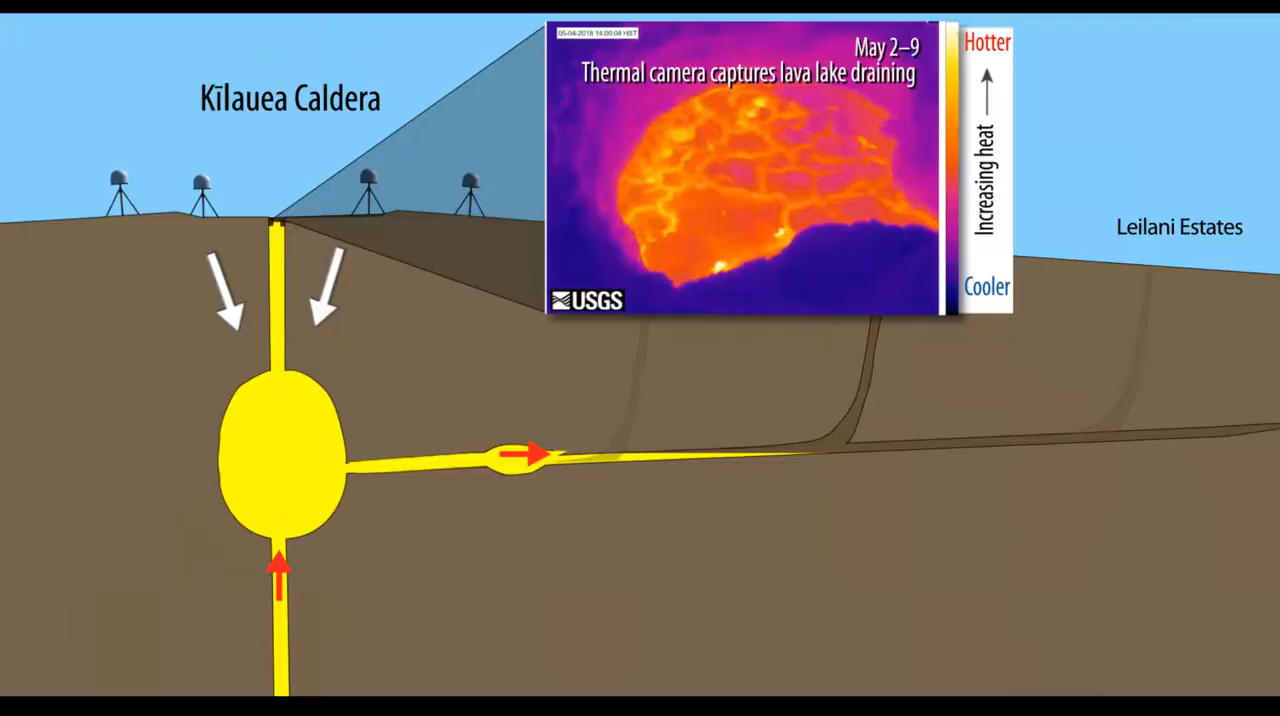 05-04-2018 14:00:04 HST
May 2–9
Thermal camera captures lava lake draining
Hotter
Increasing heat
Cooler
USGS
Kīlauea Caldera
Leilani Estates